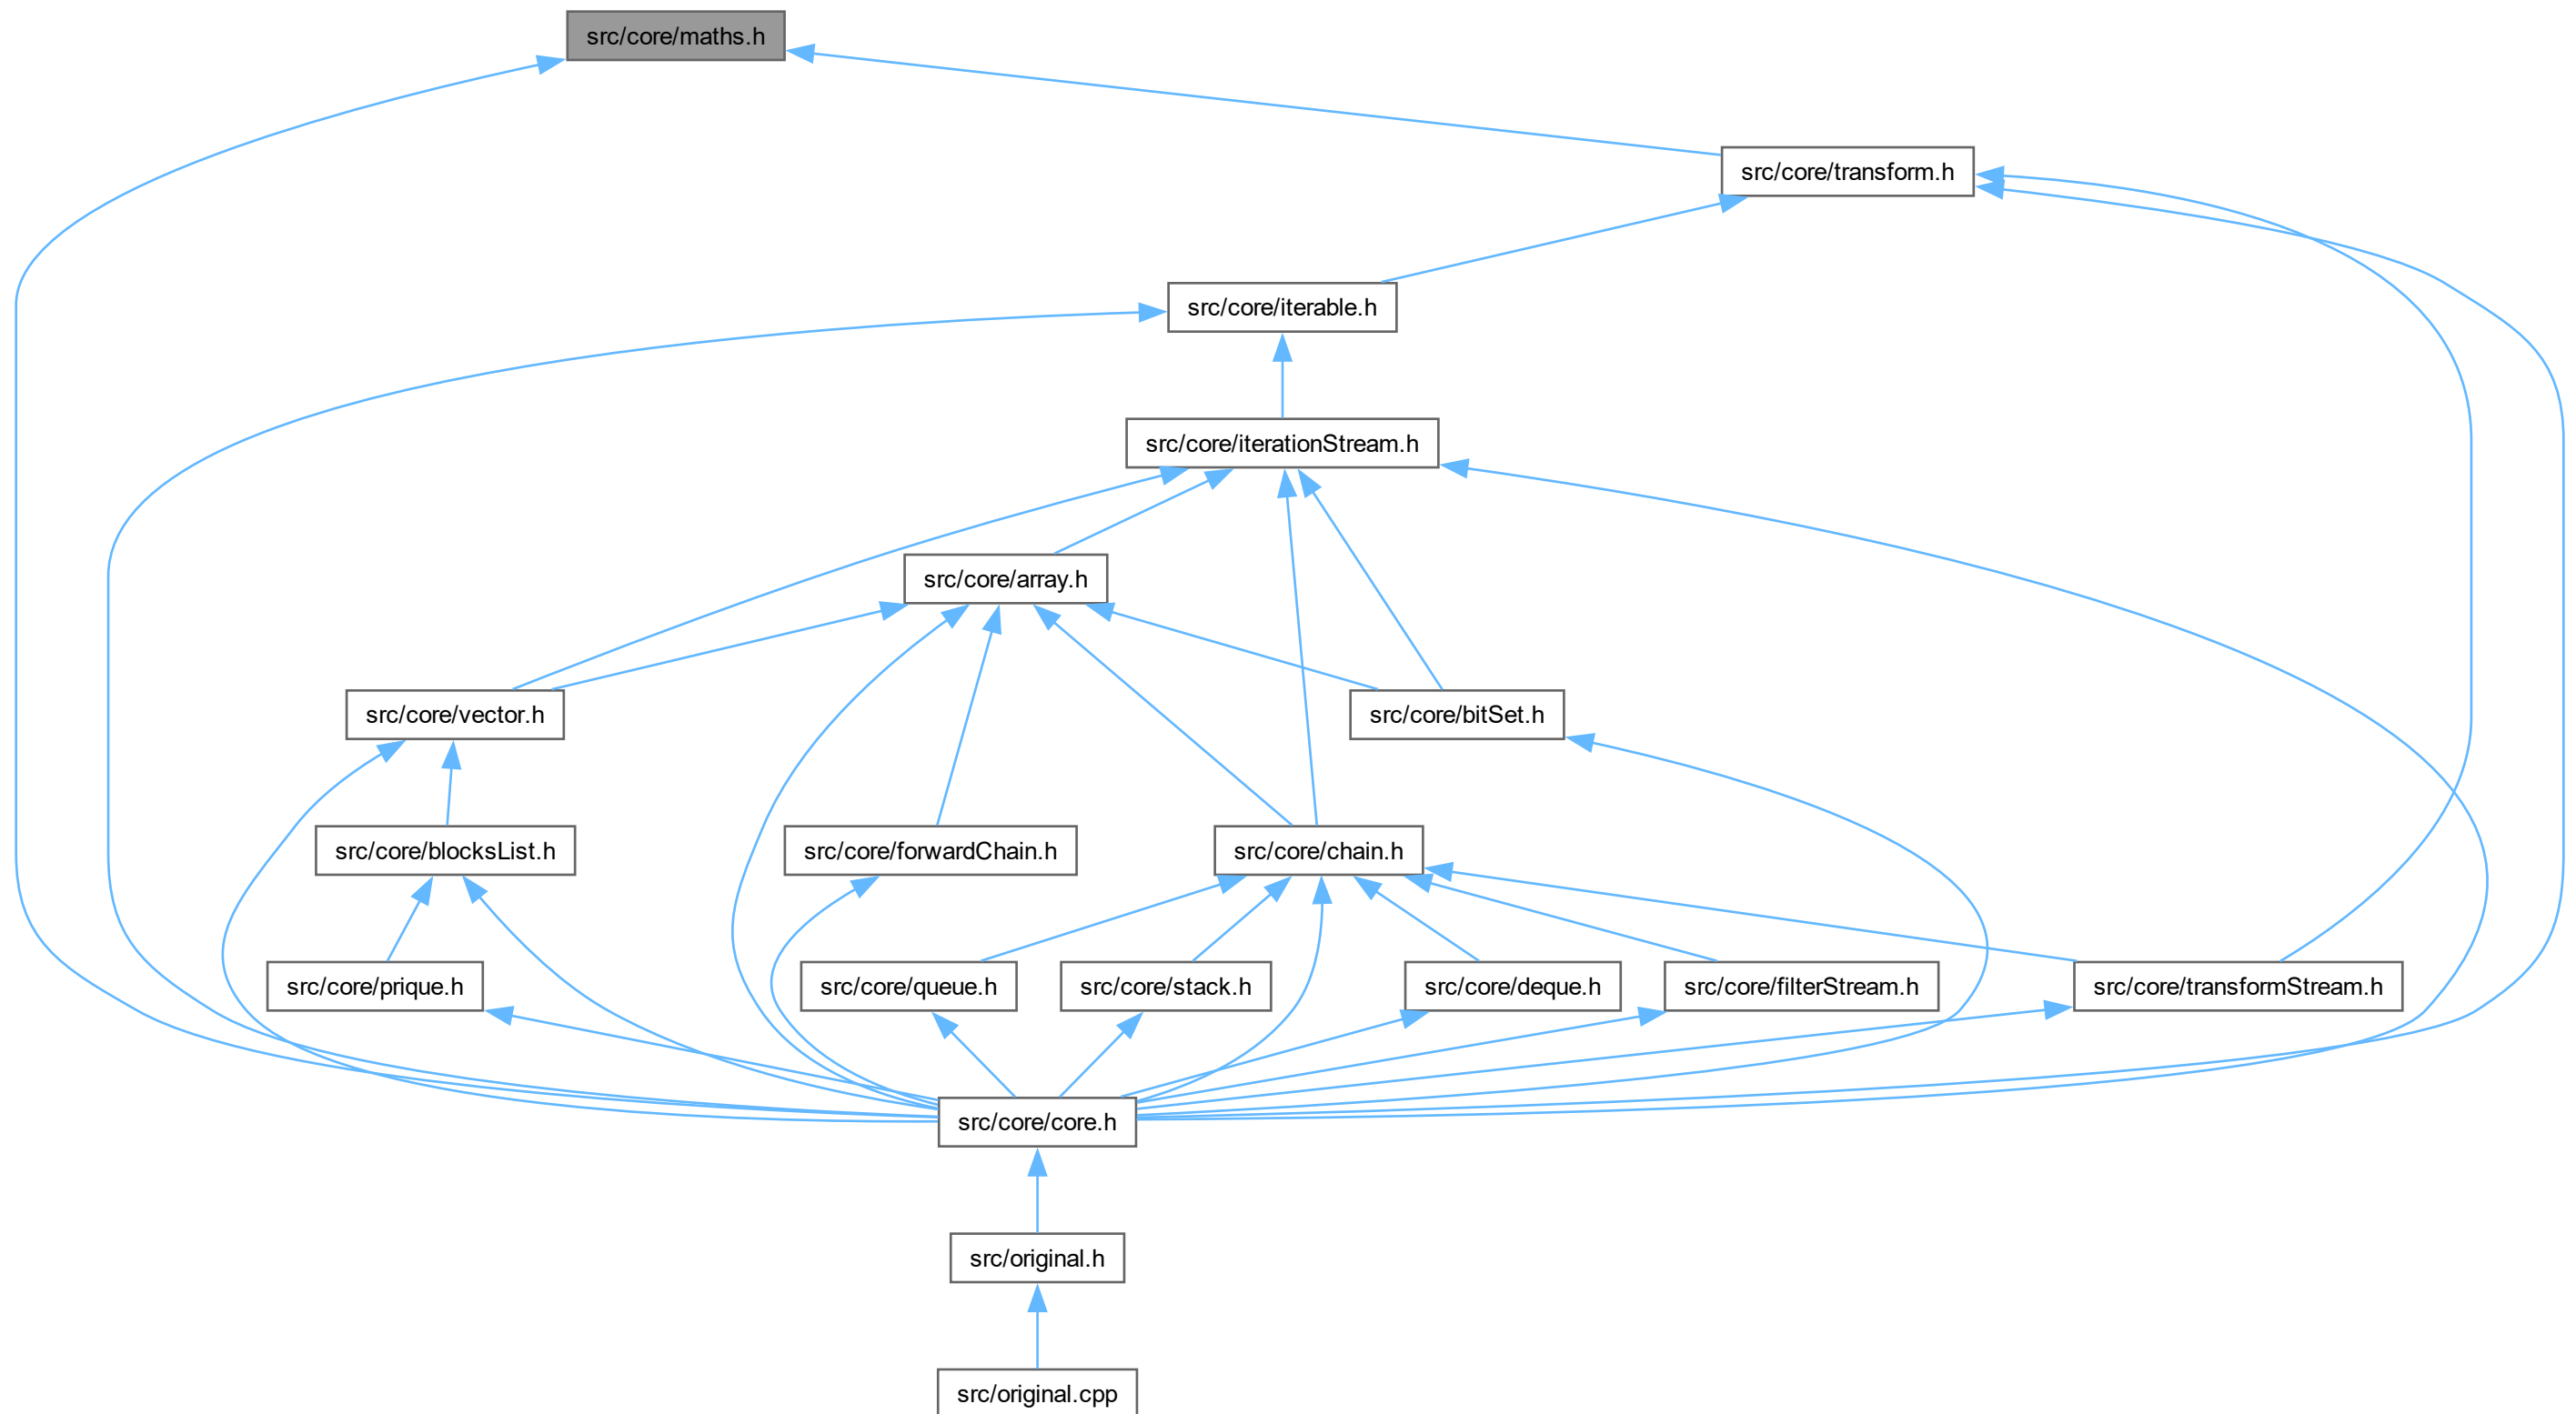 src/core/maths.h
src/core/transform.h
src/core/iterable.h
src/core/iterationStream.h
src/core/array.h
src/core/vector.h
src/core/bitSet.h
src/core/blocksList.h
src/core/forwardChain.h
src/core/chain.h
src/core/prique.h
src/core/queue.h
src/core/stack.h
src/core/deque.h
src/core/filterStream.h
src/core/transformStream.h
src/core/core.h
src/original.h
src/original.cpp